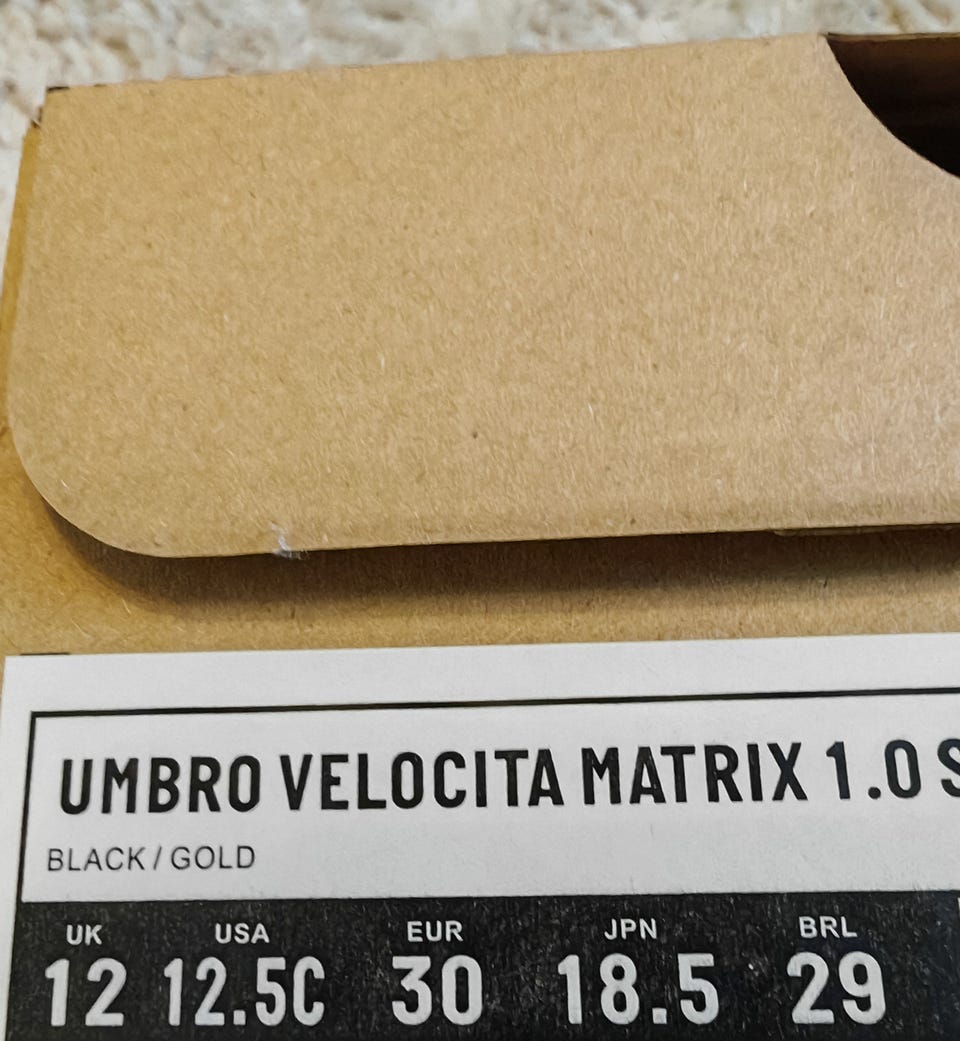 UMBRO VELOCITA MATRIX 1.0 S
BLACK / GOLD
UK USA EUR JPN BRL
12 12.5C 30 18.5 29